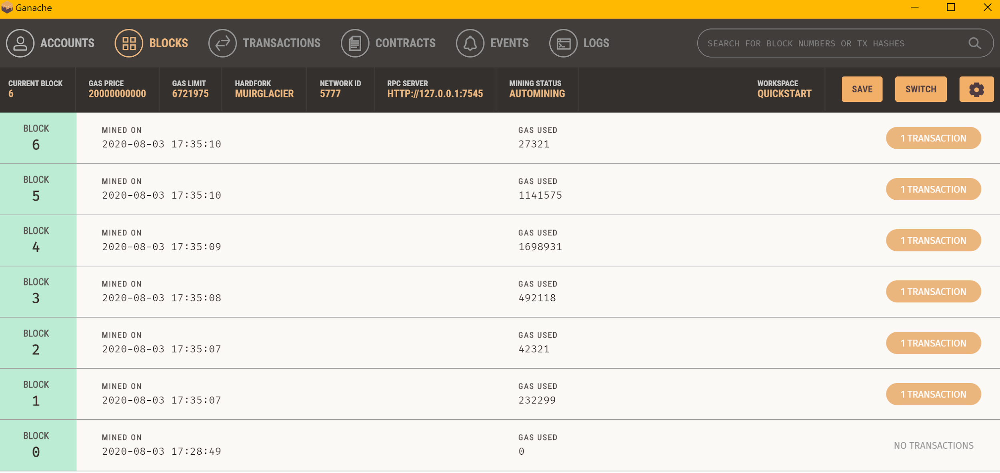 Ganache
ACCOUNTS BLOCKS TRANSACTIONS CONTRACTS EVENTS LOGS SEARCH FOR BLOCK NUMBERS OR TX HASHES
CURRENT BLOCK GAS PRICE GAS LIMIT HARDFORK NETWORK ID RPC SERVER MINING STATUS WORKSPACE
6 20000000000 6721975 MUIRGLACIER 5777 HTTP://127.0.0.1:7545 AUTOMINING QUICKSTART SAVE SWITCH
BLOCK MINED ON GAS USED
6 2020-08-03 17:35:10 27321 1 TRANSACTION
BLOCK MINED ON GAS USED
5 2020-08-03 17:35:10 1141575 1 TRANSACTION
BLOCK MINED ON GAS USED
4 2020-08-03 17:35:09 1698931 1 TRANSACTION
BLOCK MINED ON GAS USED
3 2020-08-03 17:35:08 492118 1 TRANSACTION
BLOCK MINED ON GAS USED
2 2020-08-03 17:35:07 42321 1 TRANSACTION
BLOCK MINED ON GAS USED
1 2020-08-03 17:35:07 232299 1 TRANSACTION
BLOCK MINED ON GAS USED
0 2020-08-03 17:28:49 0 NO TRANSACTIONS